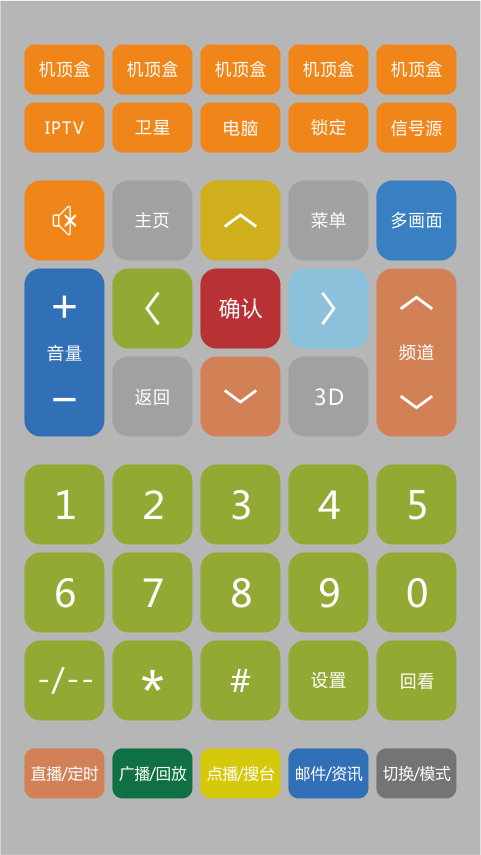 机顶盒 机顶盒 机顶盒 机顶盒 机顶盒
IPTV 卫星 电脑 锁定 信号源
主页 菜单 多画面
+ 确认
音量 频道
− 返回 3D
1 2 3 4 5
6 7 8 9 0
-/-- * # 设置 回看
直播/定时 广播/回放 点播/搜台 邮件/资讯 切换/模式